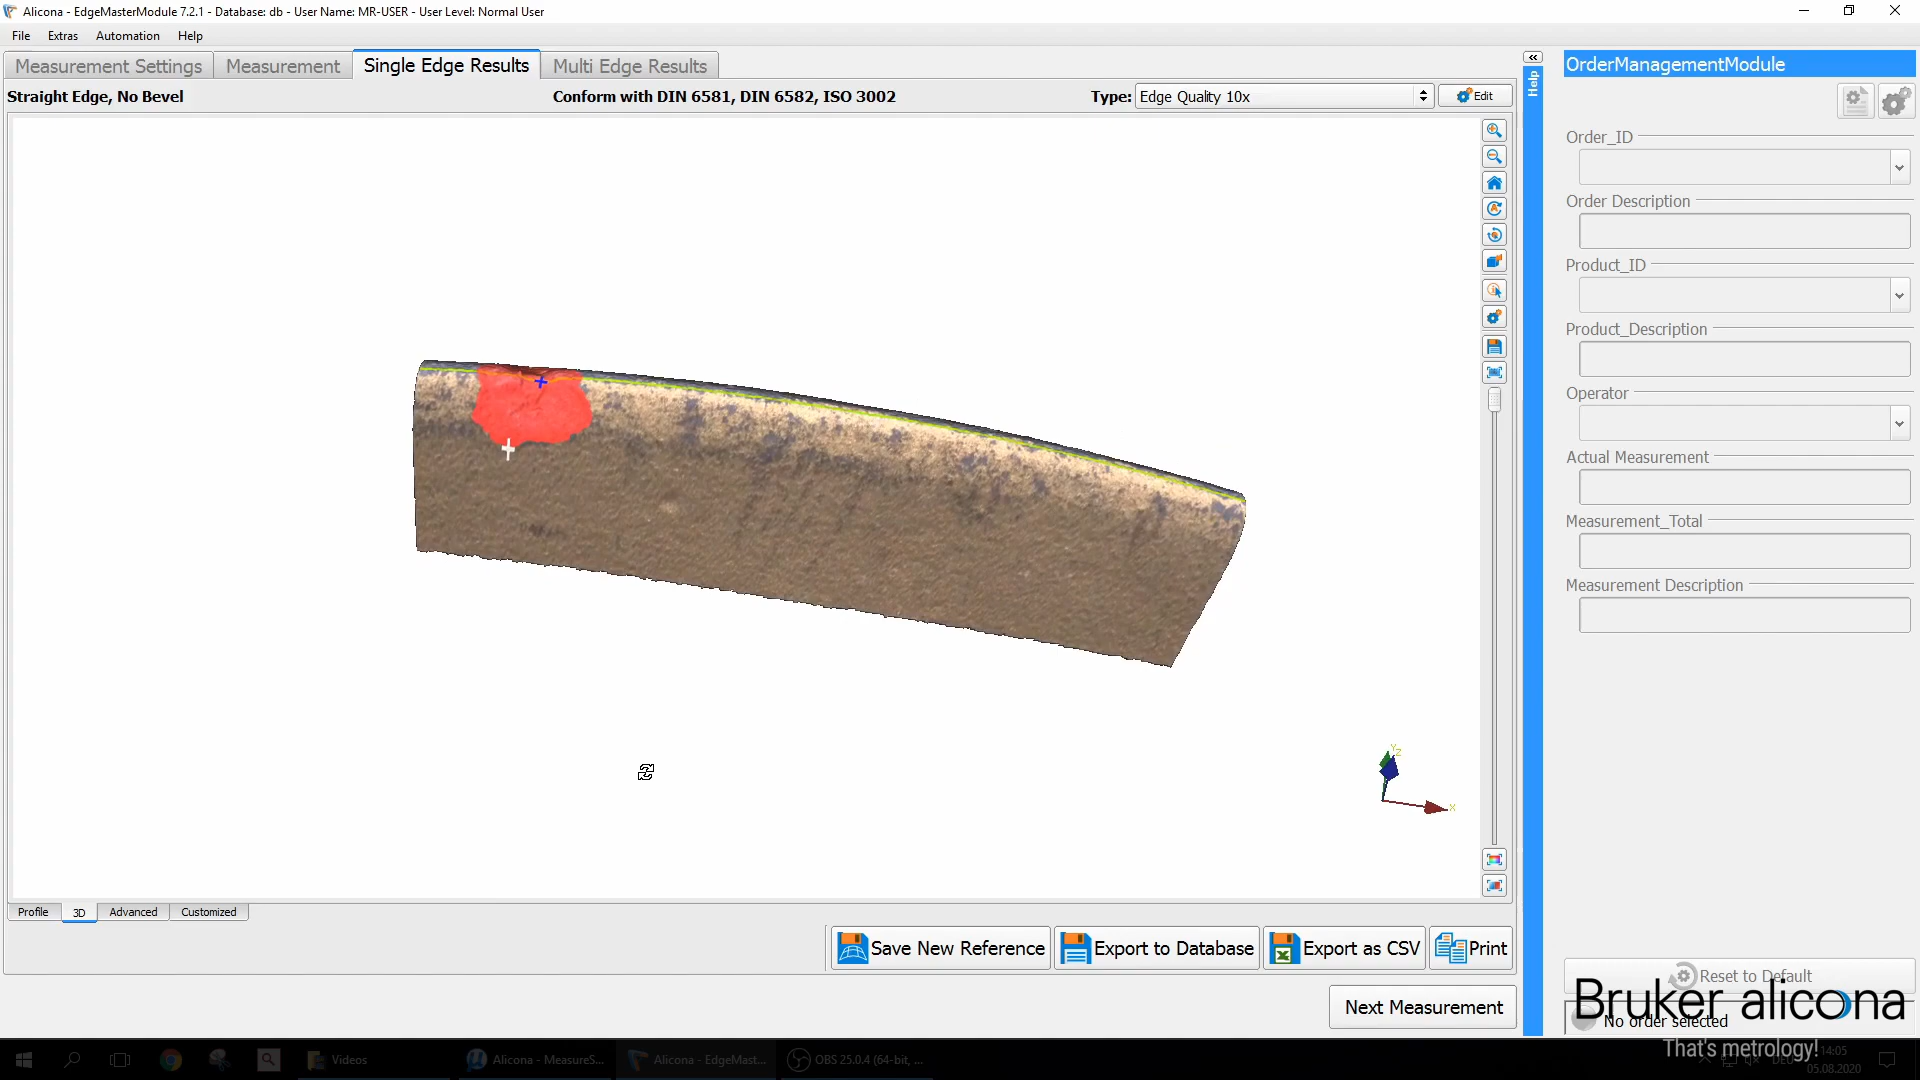 Alicona - EdgeMasterModule 7.2.1 - Database: db - User Name: MR-USER - User Level: Normal User
File Extras Automation Help
Measurement Settings Measurement Single Edge Results Multi Edge Results
Straight Edge, No Bevel Conform with DIN 6581, DIN 6582, ISO 3002 Type: Edge Quality 10x Edit
Help
OrderManagementModule
Order_ID
Order Description
Product_ID
Product_Description
Operator
Actual Measurement
Measurement_Total
Measurement Description
Y
Z
X
Profile 3D Advanced Customized
Save New Reference Export to Database Export as CSV Print
Next Measurement
Reset to Default
Bruker alicona
No order selected
That's metrology!
Videos Alicona - MeasureS... Alicona - EdgeMast... OBS 25.0.4 (64-bit, ...
14:05
05.08.2020